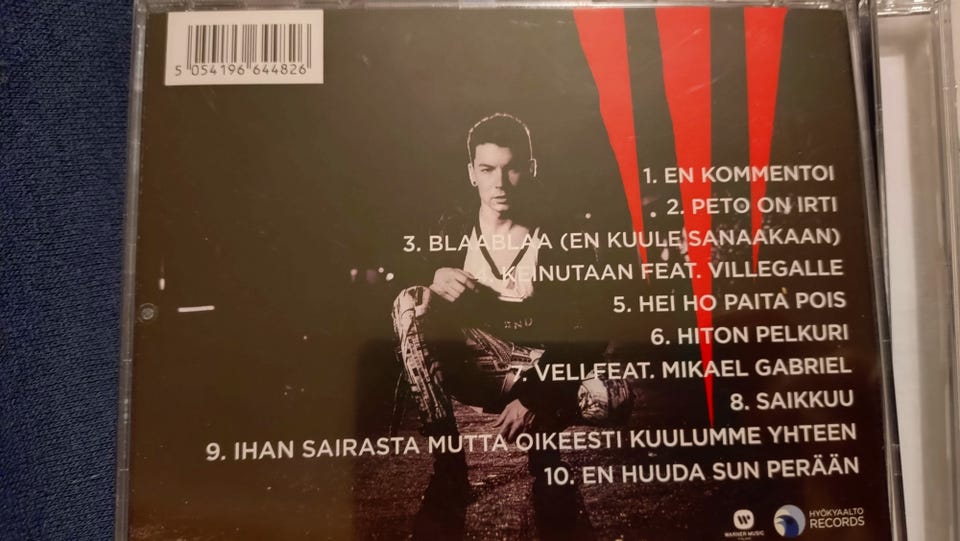 5 054196 644826
1. EN KOMMENTOI
2. PETO ON IRTI
3. BLAABLAA (EN KUULE SANAAKAAN)
4. KEINUTAAN FEAT. VILLEGALLE
5. HEI HO PAITA POIS
6. HITON PELKURI
7. VELI FEAT. MIKAEL GABRIEL
8. SAIKKUU
9. IHAN SAIRASTA MUTTA OIKEESTI KUULUMME YHTEEN
10. EN HUUDA SUN PERÄÄN
WARNER MUSIC
HYÖKYAALTO
RECORDS